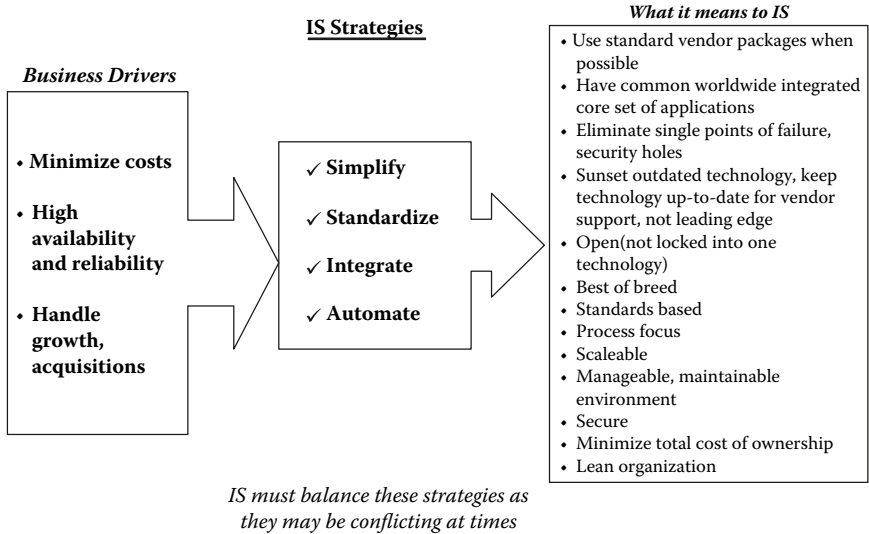 IS Strategies
Business Drivers
• Minimize costs
• High
availability
and reliability
• Handle
growth,
acquisitions
✓ Simplify
✓ Standardize
✓ Integrate
✓ Automate
What it means to IS
• Use standard vendor packages when
possible
• Have common worldwide integrated
core set of applications
• Eliminate single points of failure,
security holes
• Sunset outdated technology, keep
technology up-to-date for vendor
support, not leading edge
• Open(not locked into one
technology)
• Best of breed
• Standards based
• Process focus
• Scaleable
• Manageable, maintainable
environment
• Secure
• Minimize total cost of ownership
• Lean organization
IS must balance these strategies as
they may be conflicting at times